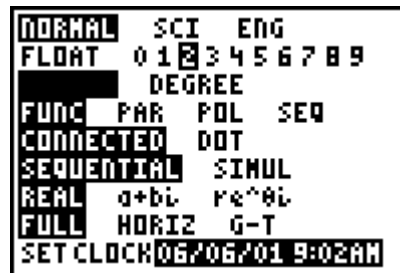 NORMAL SCI ENG
FLOAT 0 1 2 3 4 5 6 7 8 9
DEGREE
FUNC PAR POL SEQ
CONNECTED DOT
SEQUENTIAL SIMUL
REAL a+bi re^θi
FULL HORIZ G-T
SET CLOCK 06/06/01 9:02AM